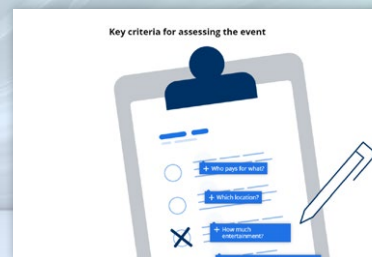 Key criteria for assessing the event
+ Who pays for what?
+ Which location?
+ How much
entertainment?